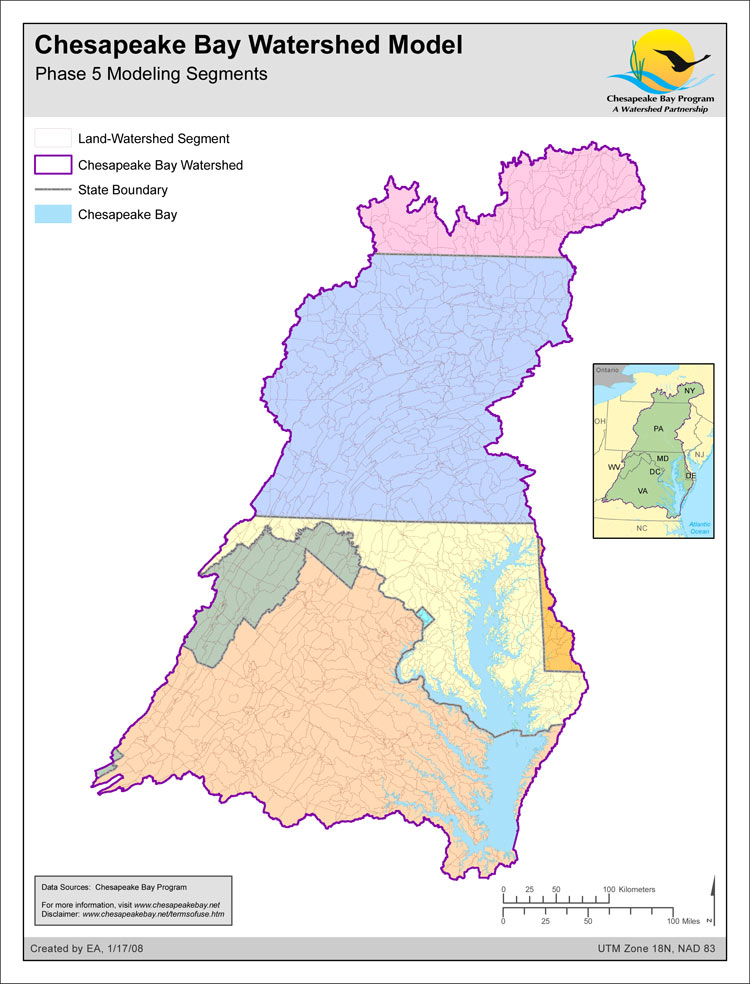 Chesapeake Bay Watershed Model
Phase 5 Modeling Segments
Chesapeake Bay Program
A Watershed Partnership
Land-Watershed Segment
Chesapeake Bay Watershed
State Boundary
Chesapeake Bay
Ontario
NY
OH
PA
NJ
MD
WV
DC
DE
VA
NC
Atlantic
Ocean
Data Sources: Chesapeake Bay Program
For more information, visit www.chesapeakebay.net
Disclaimer: www.chesapeakebay.net/termsofuse.htm
0 25 50 100 Kilometers
0 25 50 100 Miles
N
Created by EA, 1/17/08
UTM Zone 18N, NAD 83